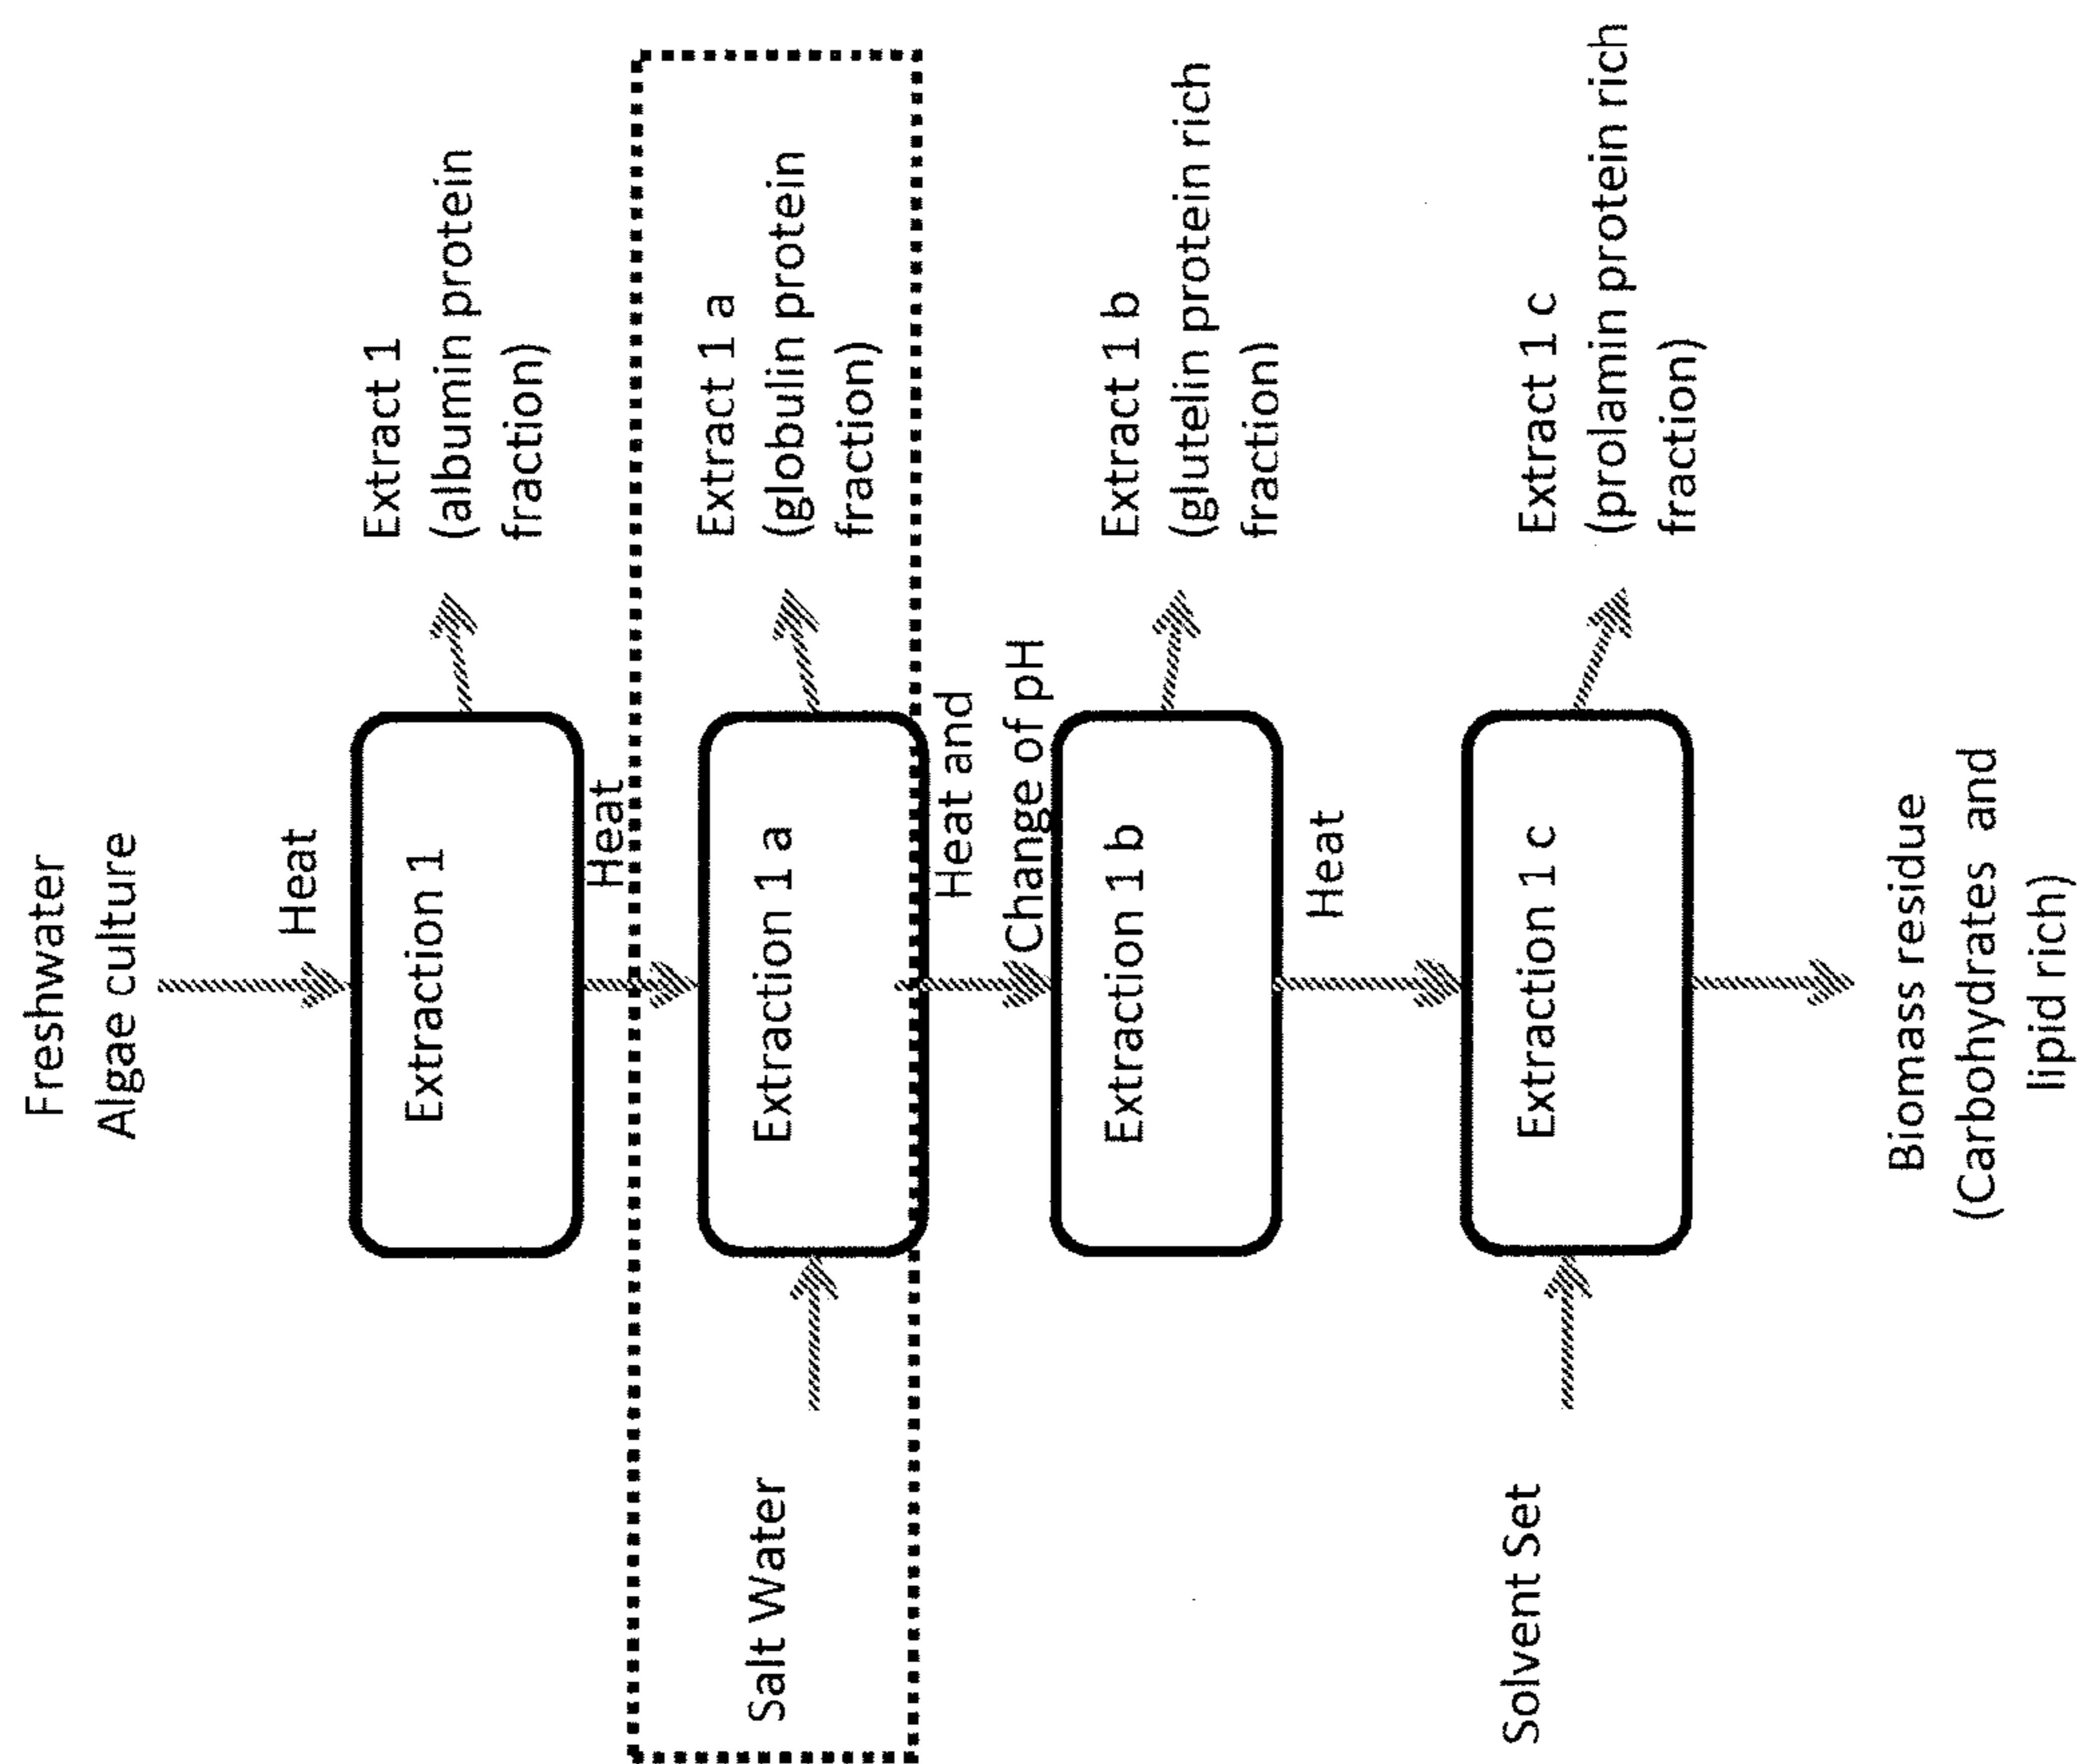 Freshwater
Algae culture
Heat
Extraction 1
Extract 1
(albumin protein
fraction)
Heat
Salt Water
Extraction 1 a
Extract 1 a
(globulin protein
fraction)
Heat and
Change of pH
Extraction 1 b
Extract 1 b
(glutelin protein rich
fraction)
Heat
Solvent Set
Extraction 1 c
Extract 1 c
(prolamin protein rich
fraction)
Biomass residue
(Carbohydrates and
lipid rich)